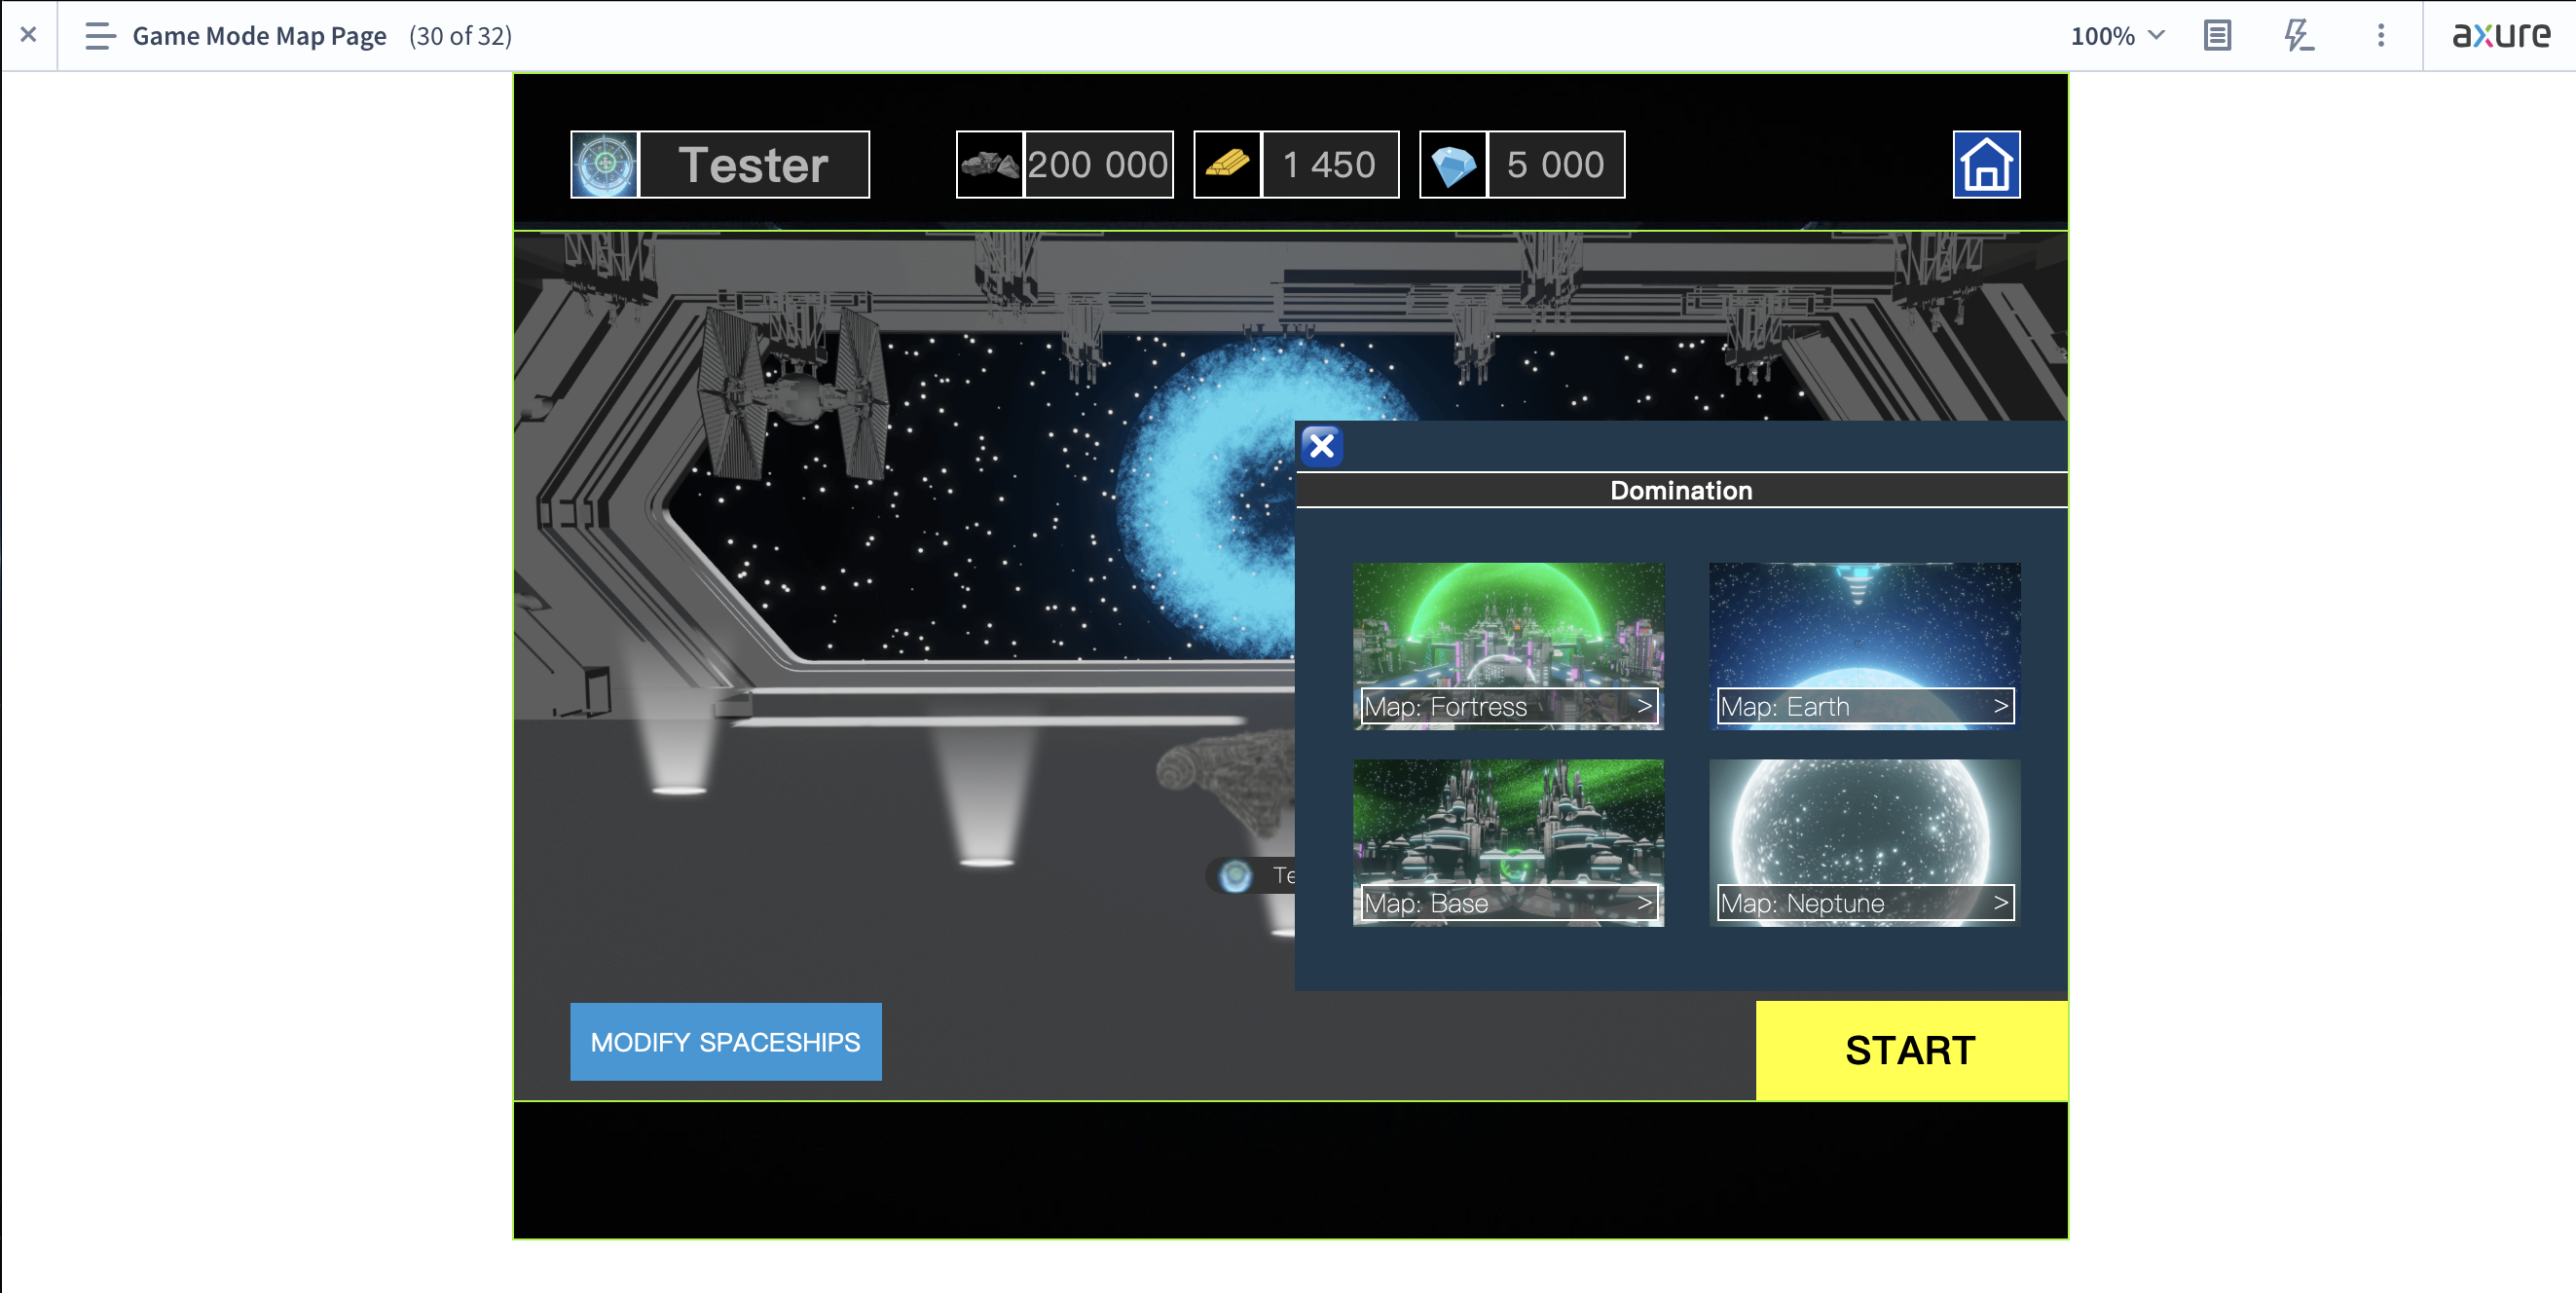 Game Mode Map Page (30 of 32)
100%
axure
Tester
200 000
1 450
5 000
Domination
Map: Fortress >
Map: Earth >
Map: Base >
Map: Neptune >
Te
MODIFY SPACESHIPS
START